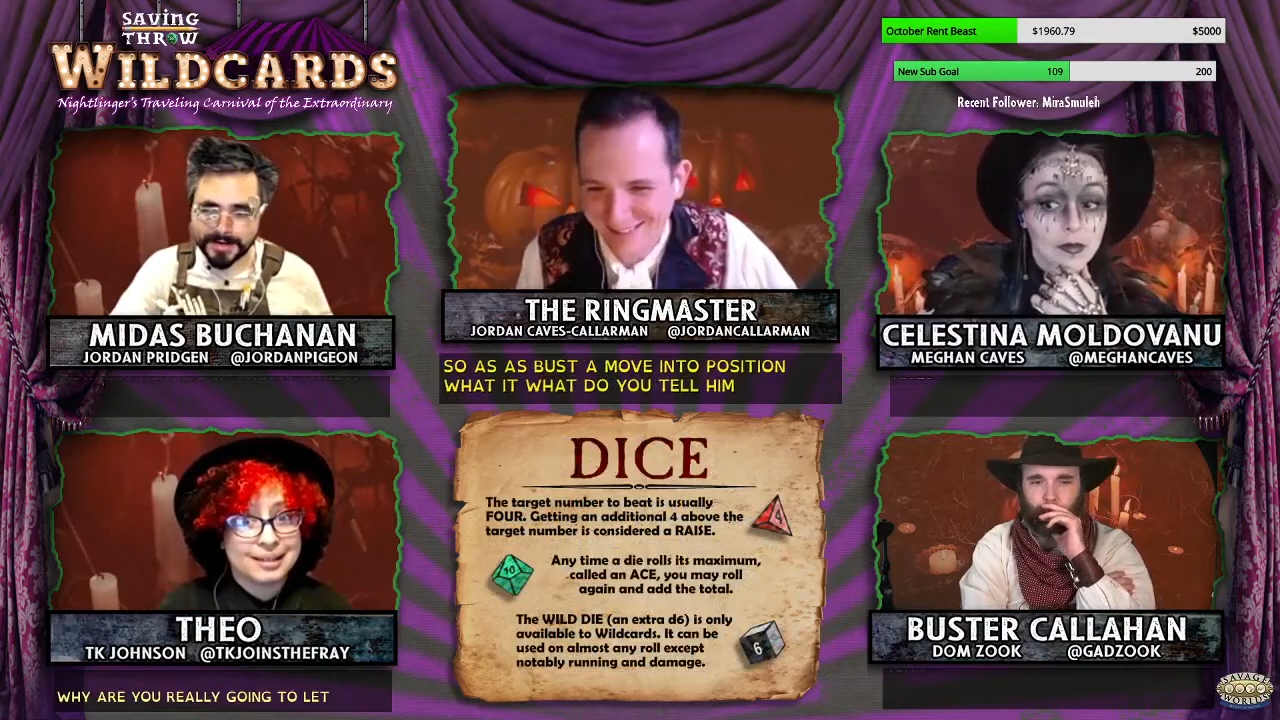 SAVING
THROW
WILDCARDS
Nightlinger's Traveling Carnival of the Extraordinary
October Rent Beast $1960.79 $5000
New Sub Goal 109 200
Recent Follower: MiraSmuleh
MIDAS BUCHANAN
JORDAN PRIDGEN @JORDANPIGEON
THE RINGMASTER
JORDAN CAVES-CALLARMAN @JORDANCALLARMAN
CELESTINA MOLDOVANU
MEGHAN CAVES @MEGHANCAVES
SO AS AS BUST A MOVE INTO POSITION
WHAT IT WHAT DO YOU TELL HIM
DICE
The target number to beat is usually
FOUR. Getting an additional 4 above the
target number is considered a RAISE.
4
10
Any time a die rolls its maximum,
called an ACE, you may roll
again and add the total.
The WILD DIE (an extra d6) is only
available to Wildcards. It can be
used on almost any roll except
notably running and damage.
6
THEO
TK JOHNSON @TKJOINSTHEFRAY
WHY ARE YOU REALLY GOING TO LET
BUSTER CALLAHAN
DOM ZOOK @GADZOOK
SAVAGE
WORLDS